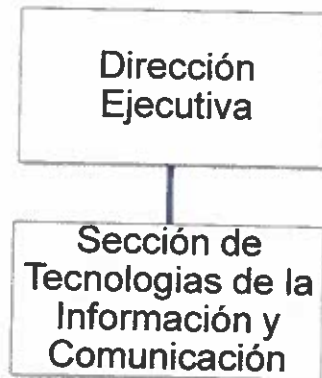 Dirección
Ejecutiva
Sección de
Tecnologias de la
Información y
Comunicación